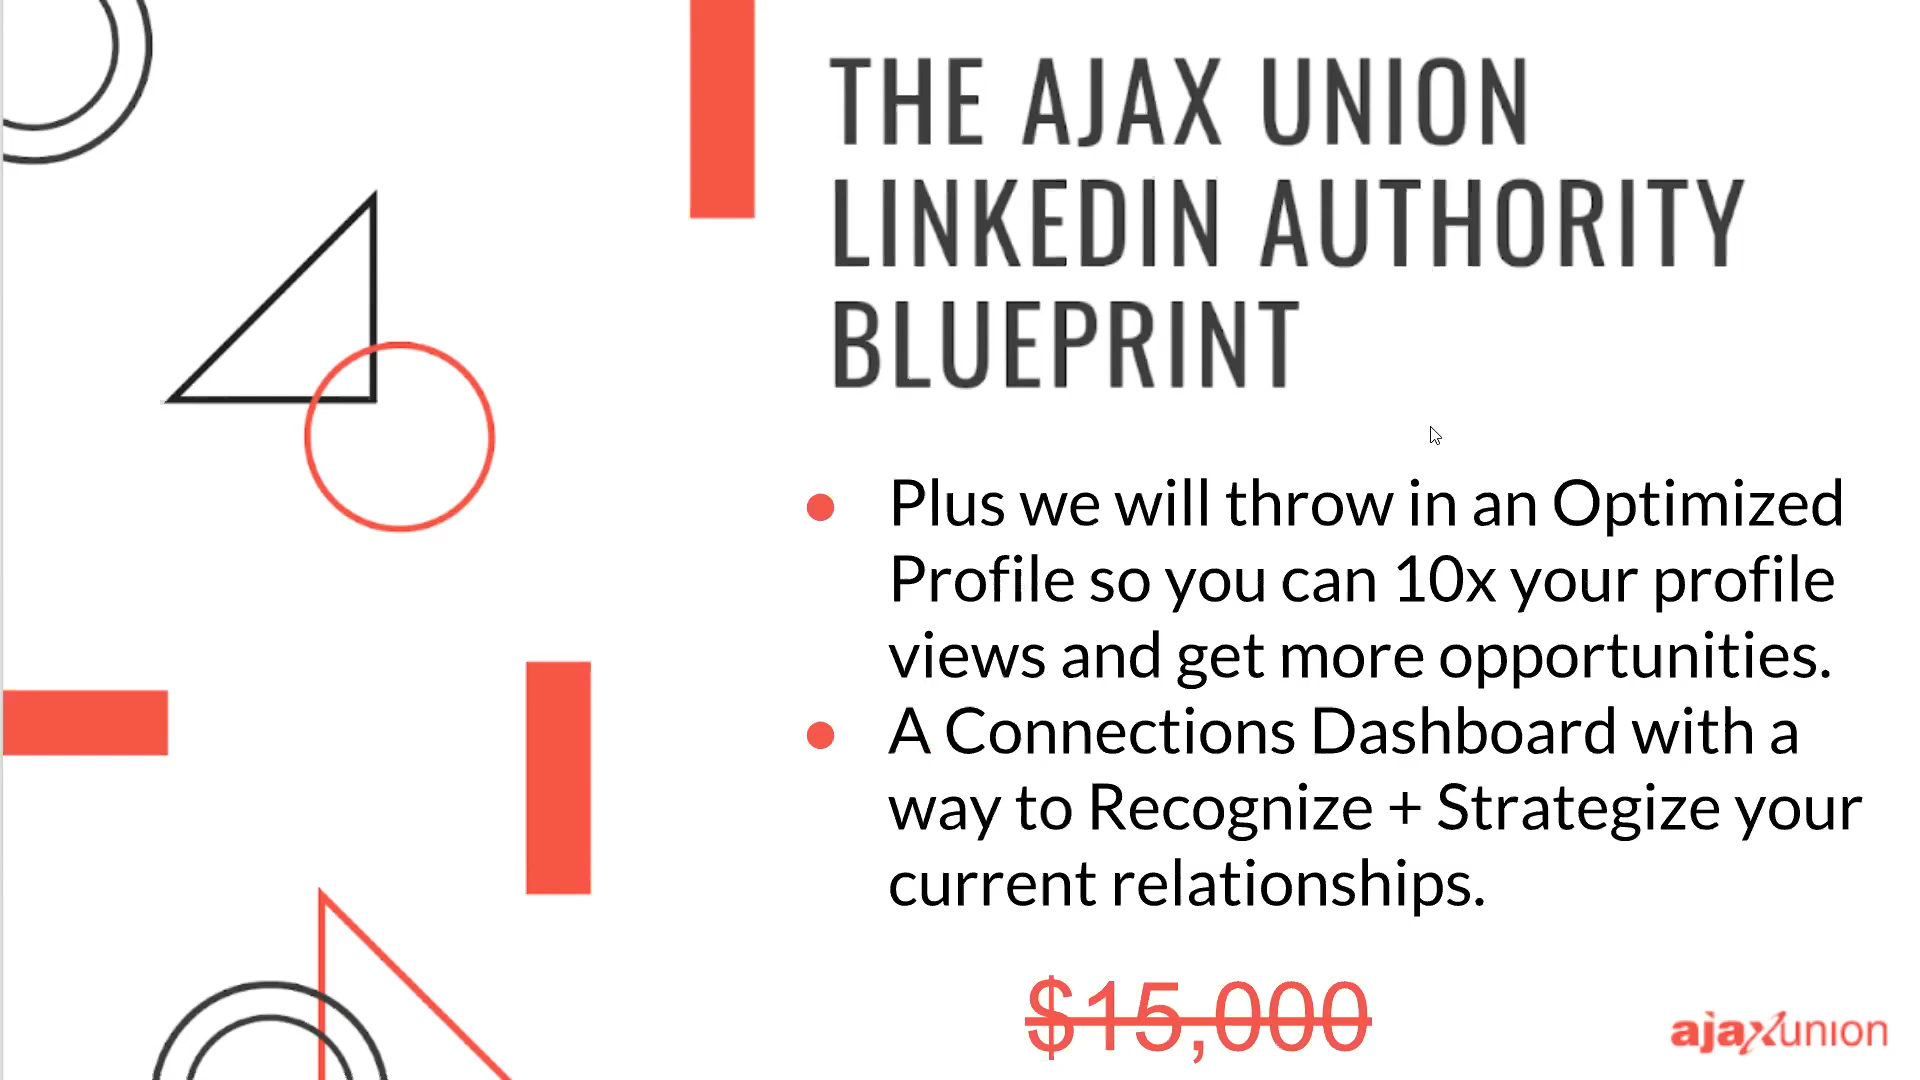 THE AJAX UNION
LINKEDIN AUTHORITY
BLUEPRINT
● Plus we will throw in an Optimized
Profile so you can 10x your profile
views and get more opportunities.
● A Connections Dashboard with a
way to Recognize + Strategize your
current relationships.
$15,000
ajaxunion